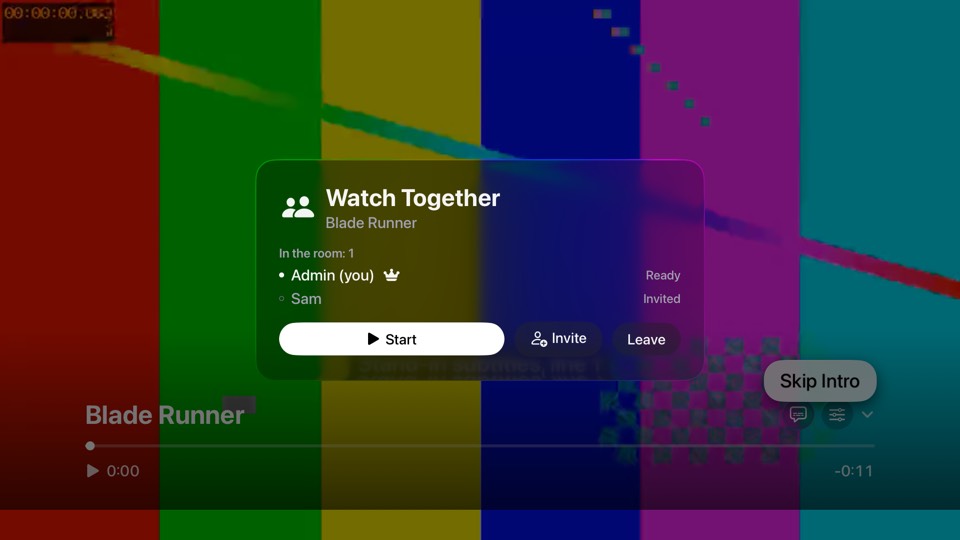 Watch Together
Blade Runner
In the room: 1
Admin (you)
Ready
Sam
Invited
Start
Invite
Leave
Skip Intro
Blade Runner
0:00
-0:11